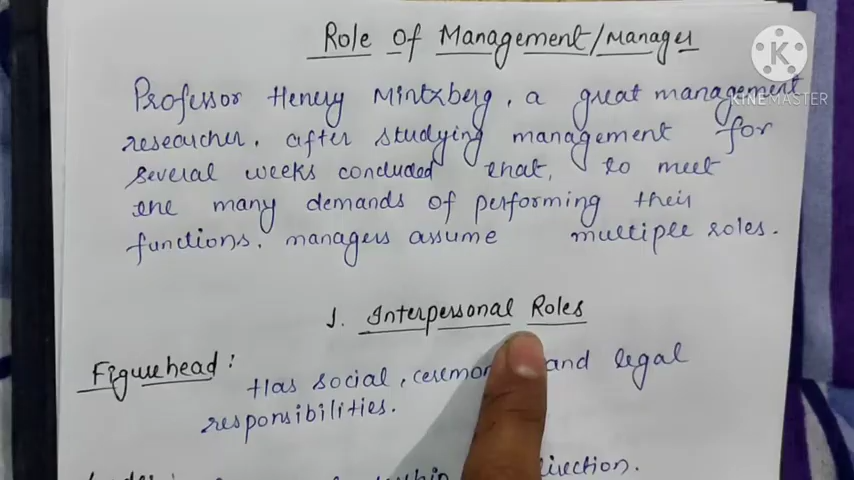 Role Of Management/Manager
K
KINEMASTER
Professor Henery Mintzberg, a great management
researcher, after studying management for
several weeks concluded that, to meet
the many demands of performing their
functions, managers assume multiple roles.
1. Interpersonal Roles
Figurehead:
Has social, and legal
responsibilities.
direction.